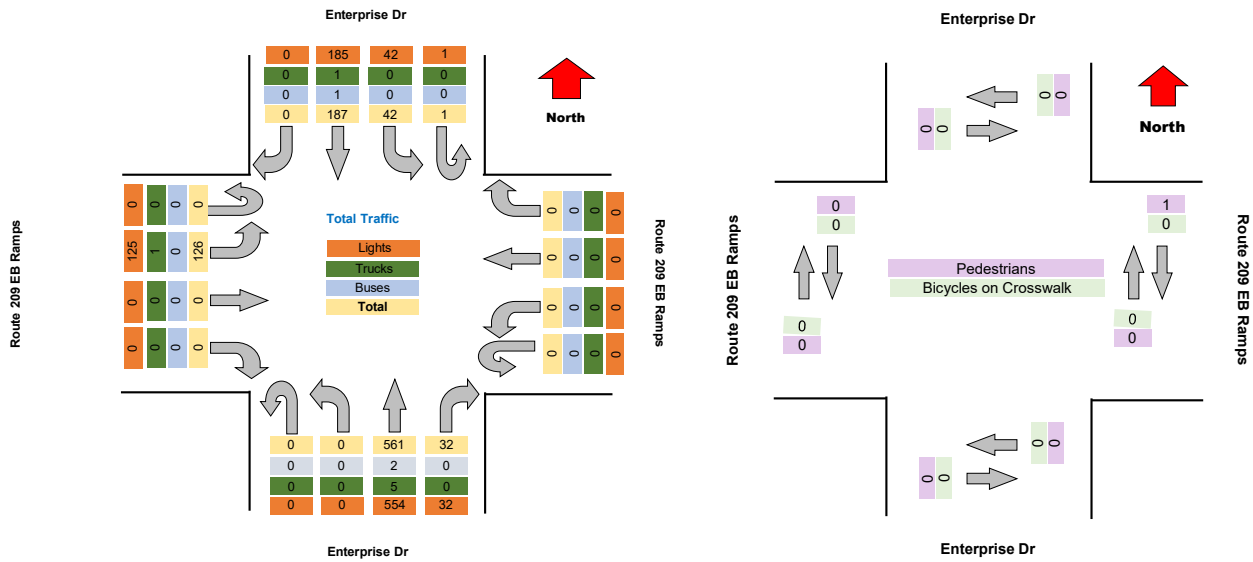 Enterprise Dr
0 185 42 1
0 1 0 0
0 1 0 0
0 187 42 1
North
Route 209 EB Ramps
0 0 0 0
125 1 0 126
0 0 0 0
0 0 0 0
Total Traffic
Lights
Trucks
Buses
Total
0 0 0 0
0 0 0 0
0 0 0 0
0 0 0 0
Route 209 EB Ramps
0 0 561 32
0 0 2 0
0 0 5 0
0 0 554 32
Enterprise Dr
Enterprise Dr
0 0
0 0
North
Route 209 EB Ramps
0
0
0
0
Pedestrians
Bicycles on Crosswalk
1
0
0
0
Route 209 EB Ramps
0 0
0 0
Enterprise Dr